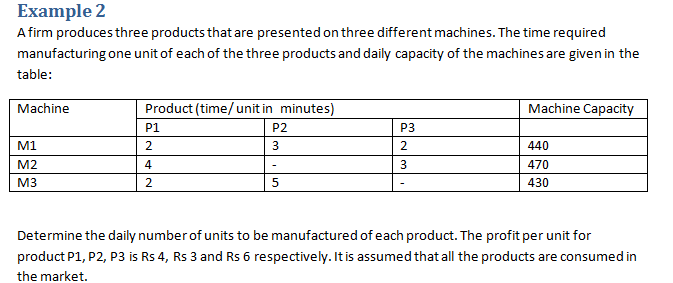 Example 2
A firm produces three products that are presented on three different machines. The time required
manufacturing one unit of each of the three products and daily capacity of the machines are given in the
table:
Machine Product (time/ unit in minutes) Machine Capacity
P1 P2 P3
M1 2 3 2 440
M2 4 - 3 470
M3 2 5 - 430
Determine the daily number of units to be manufactured of each product. The profit per unit for
product P1, P2, P3 is Rs 4, Rs 3 and Rs 6 respectively. It is assumed that all the products are consumed in
the market.